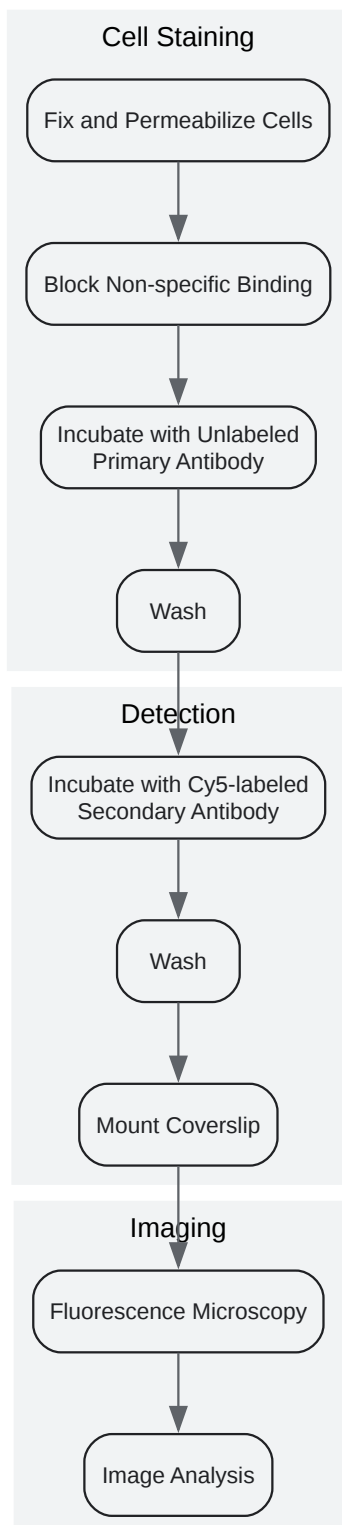 Cell Staining
Fix and Permeabilize Cells
Block Non-specific Binding
Incubate with Unlabeled
Primary Antibody
Wash
Detection
Incubate with Cy5-labeled
Secondary Antibody
Wash
Mount Coverslip
Imaging
Fluorescence Microscopy
Image Analysis